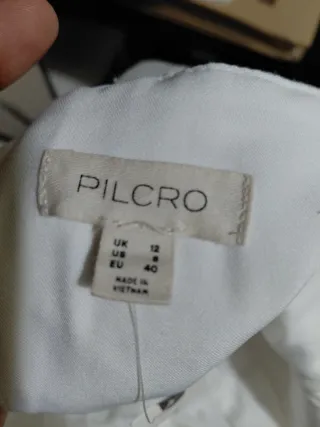 PILCRO
UK 12
US 8
EU 40
MADE IN
VIETNAM